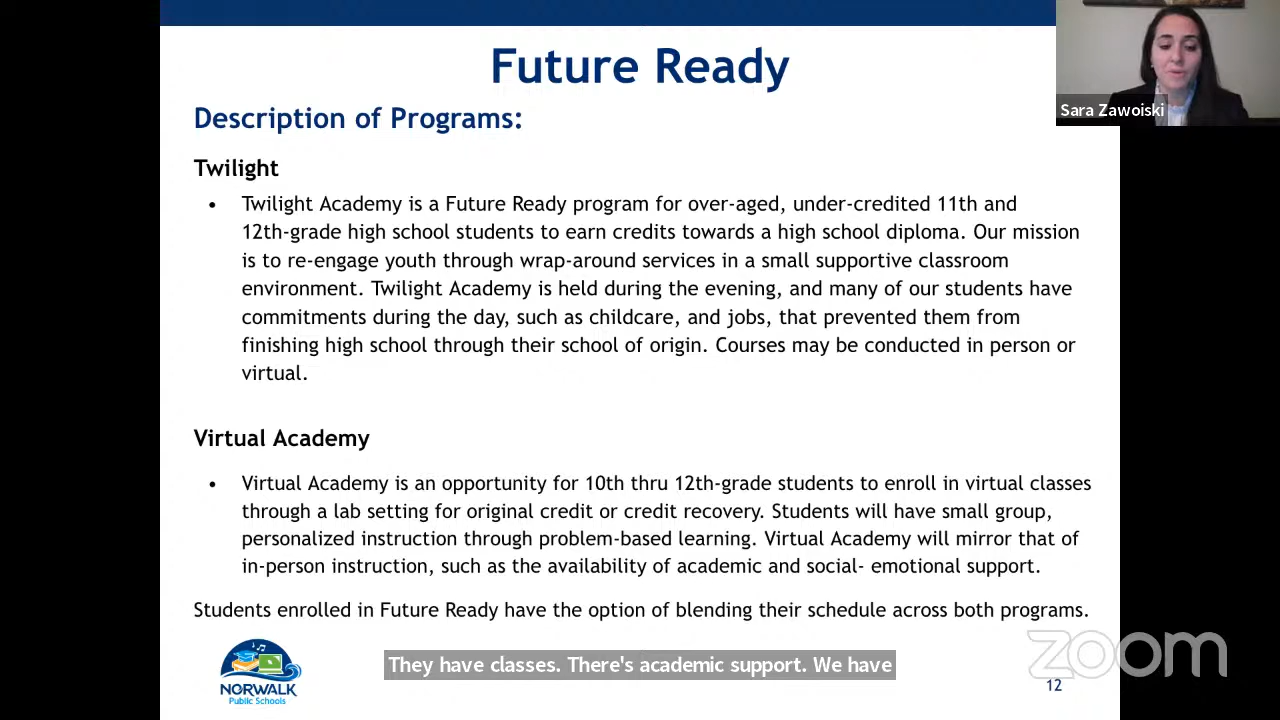 Future Ready
Sara Zawoiski
Description of Programs:
Twilight
• Twilight Academy is a Future Ready program for over-aged, under-credited 11th and
12th-grade high school students to earn credits towards a high school diploma. Our mission
is to re-engage youth through wrap-around services in a small supportive classroom
environment. Twilight Academy is held during the evening, and many of our students have
commitments during the day, such as childcare, and jobs, that prevented them from
finishing high school through their school of origin. Courses may be conducted in person or
virtual.
Virtual Academy
• Virtual Academy is an opportunity for 10th thru 12th-grade students to enroll in virtual classes
through a lab setting for original credit or credit recovery. Students will have small group,
personalized instruction through problem-based learning. Virtual Academy will mirror that of
in-person instruction, such as the availability of academic and social- emotional support.
Students enrolled in Future Ready have the option of blending their schedule across both programs.
They have classes. There's academic support. We have
zoom
NORWALK
Public Schools
12